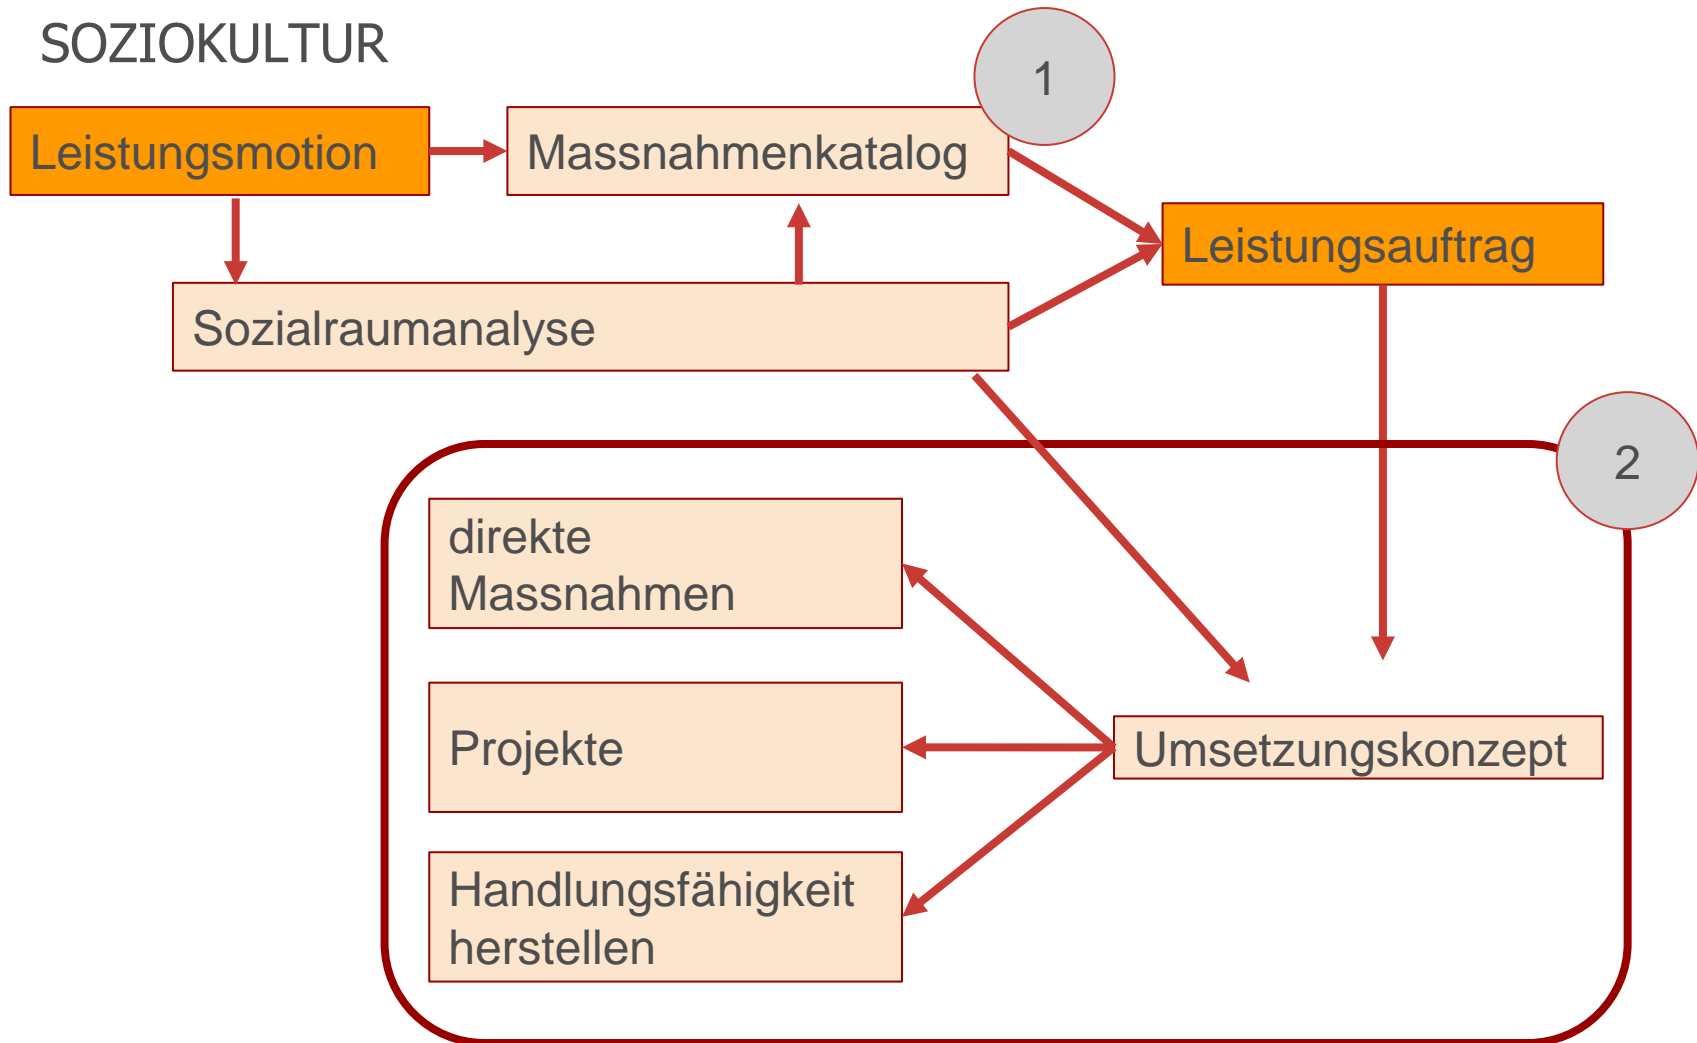 SOZIOKULTUR
1
Leistungsmotion
Massnahmenkatalog
Leistungsauftrag
Sozialraumanalyse
2
direkte
Massnahmen
Projekte
Umsetzungskonzept
Handlungsfähigkeit
herstellen